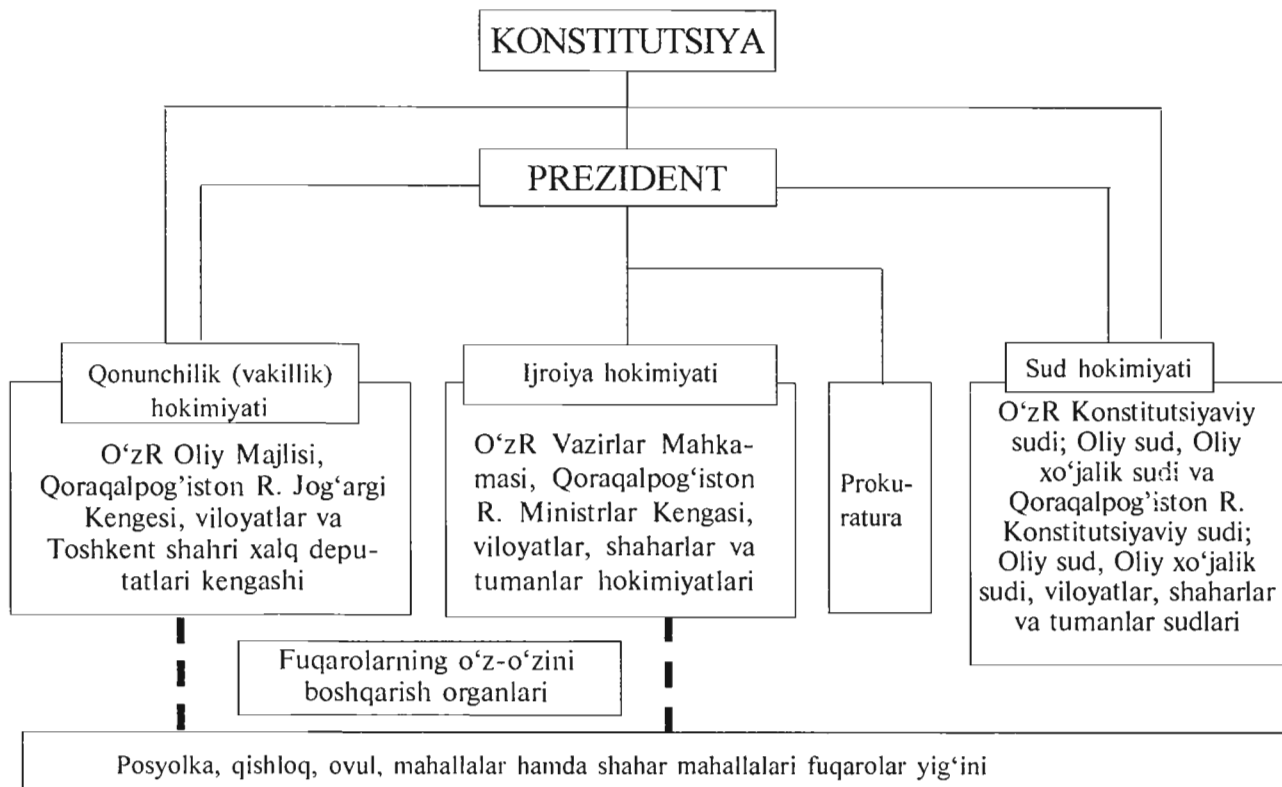 KONSTITUTSIYA
PREZIDENT
Qonunchilik (vakillik)
hokimiyati
O‘zR Oliy Majlisi,
Qoraqalpog’iston R. Jog‘argi
Kengesi, viloyatlar va
Toshkent shahri xalq depu-
tatlari kengashi
Ijroiya hokimiyati
O‘zR Vazirlar Mahka-
masi, Qoraqalpog‘iston
R. Ministrlar Kengasi,
viloyatlar, shaharlar va
tumanlar hokimiyatlari
Proku-
ratura
Sud hokimiyati
O‘zR Konstitutsiyaviy
sudi; Oliy sud, Oliy
xo‘jalik sudi va
Qoraqalpog’iston R.
Konstitutsiyaviy sudi;
Oliy sud, Oliy xo‘jalik
sudi, viloyatlar, shaharlar
va tumanlar sudlari
Fuqarolarning o‘z-o‘zini
boshqarish organlari
Posyolka, qishloq, ovul, mahallalar hamda shahar mahallalari fuqarolar yig‘ini